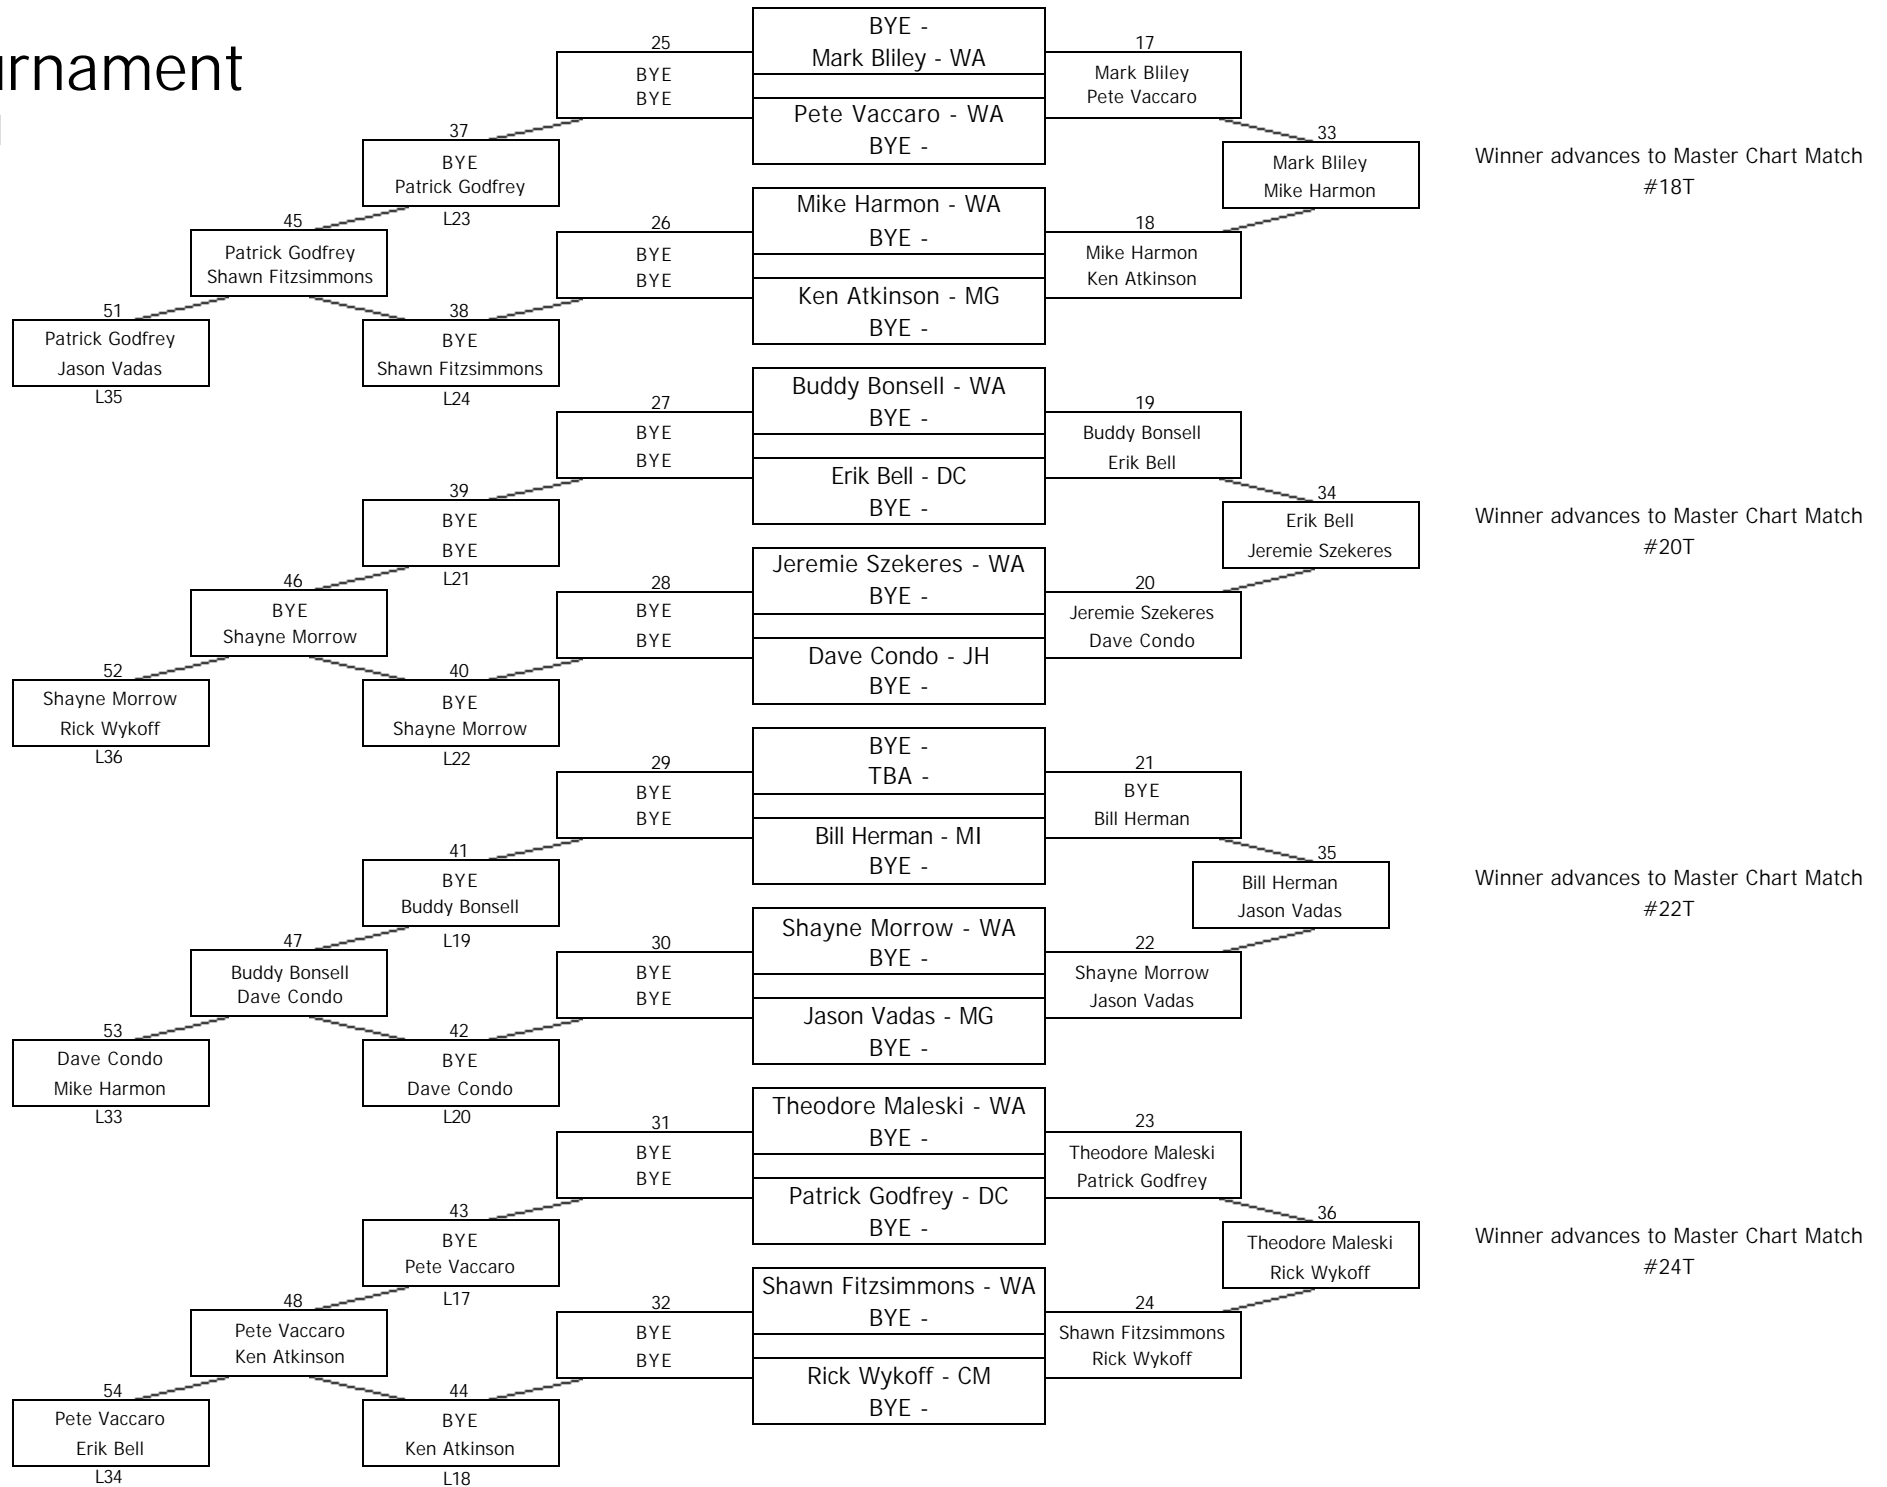 urnament
25
BYE
BYE
BYE -
Mark Bliley - WA
Pete Vaccaro - WA
BYE -
17
Mark Bliley
Pete Vaccaro
37
BYE
Patrick Godfrey
L23
33
Mark Bliley
Mike Harmon
Winner advances to Master Chart Match
#18T
45
Patrick Godfrey
Shawn Fitzsimmons
26
BYE
BYE
Mike Harmon - WA
BYE -
Ken Atkinson - MG
BYE -
18
Mike Harmon
Ken Atkinson
51
Patrick Godfrey
Jason Vadas
L35
38
BYE
Shawn Fitzsimmons
L24
27
BYE
BYE
Buddy Bonsell - WA
BYE -
Erik Bell - DC
BYE -
19
Buddy Bonsell
Erik Bell
39
BYE
BYE
L21
34
Erik Bell
Jeremie Szekeres
Winner advances to Master Chart Match
#20T
46
BYE
Shayne Morrow
28
BYE
BYE
Jeremie Szekeres - WA
BYE -
Dave Condo - JH
BYE -
20
Jeremie Szekeres
Dave Condo
52
Shayne Morrow
Rick Wykoff
L36
40
BYE
Shayne Morrow
L22
29
BYE
BYE
BYE -
TBA -
Bill Herman - MI
BYE -
21
BYE
Bill Herman
41
BYE
Buddy Bonsell
L19
35
Bill Herman
Jason Vadas
Winner advances to Master Chart Match
#22T
47
Buddy Bonsell
Dave Condo
30
BYE
BYE
Shayne Morrow - WA
BYE -
Jason Vadas - MG
BYE -
22
Shayne Morrow
Jason Vadas
53
Dave Condo
Mike Harmon
L33
42
BYE
Dave Condo
L20
31
BYE
BYE
Theodore Maleski - WA
BYE -
Patrick Godfrey - DC
BYE -
23
Theodore Maleski
Patrick Godfrey
43
BYE
Pete Vaccaro
L17
36
Theodore Maleski
Rick Wykoff
Winner advances to Master Chart Match
#24T
48
Pete Vaccaro
Ken Atkinson
32
BYE
BYE
Shawn Fitzsimmons - WA
BYE -
Rick Wykoff - CM
BYE -
24
Shawn Fitzsimmons
Rick Wykoff
54
Pete Vaccaro
Erik Bell
L34
44
BYE
Ken Atkinson
L18